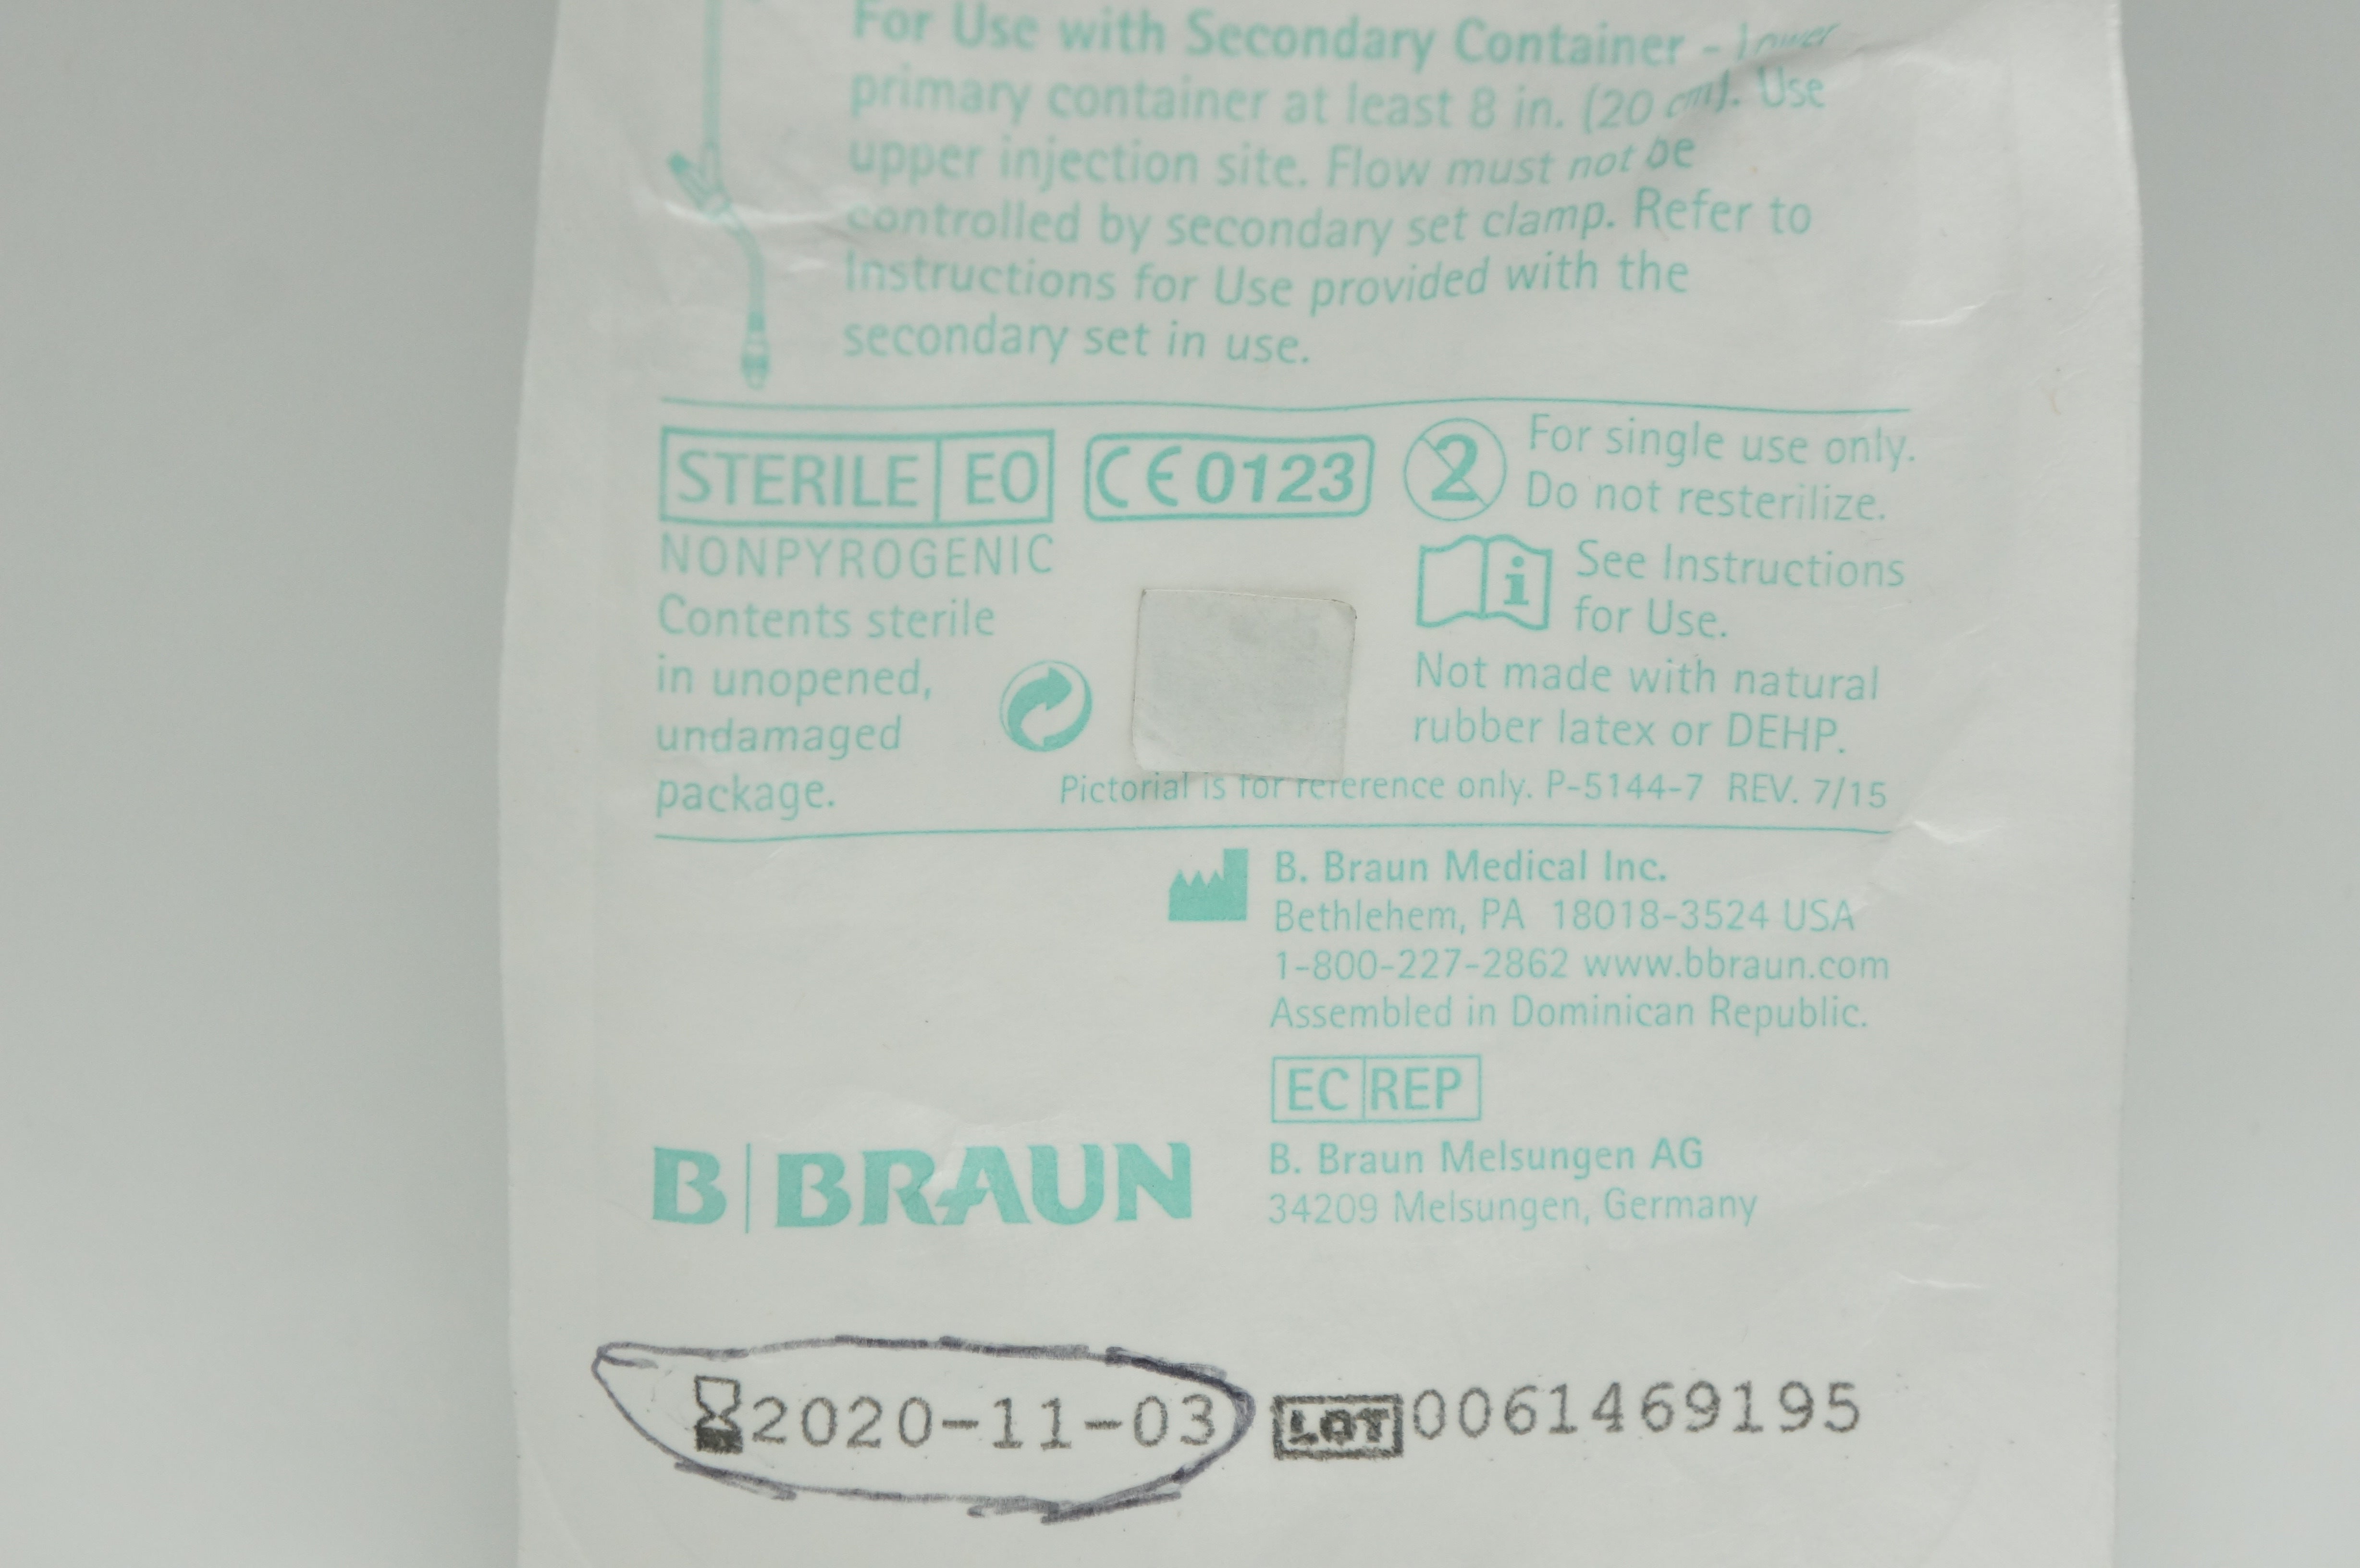 For Use with Secondary Container - Lower
primary container at least 8 in. (20 cm). Use
upper injection site. Flow must not be
controlled by secondary set clamp. Refer to
Instructions for Use provided with the
secondary set in use.
STERILE EO
CE 0123
2
For single use only.
Do not resterilize.
NONPYROGENIC
Contents sterile
in unopened,
undamaged
package.
i
See Instructions
for Use.
Not made with natural
rubber latex or DEHP.
Pictorial is for reference only. P-5144-7 REV. 7/15
B. Braun Medical Inc.
Bethlehem, PA 18018-3524 USA
1-800-227-2862 www.bbraun.com
Assembled in Dominican Republic.
EC REP
B. Braun Melsungen AG
34209 Melsungen, Germany
B|BRAUN
2020-11-03 LOT 0061469195